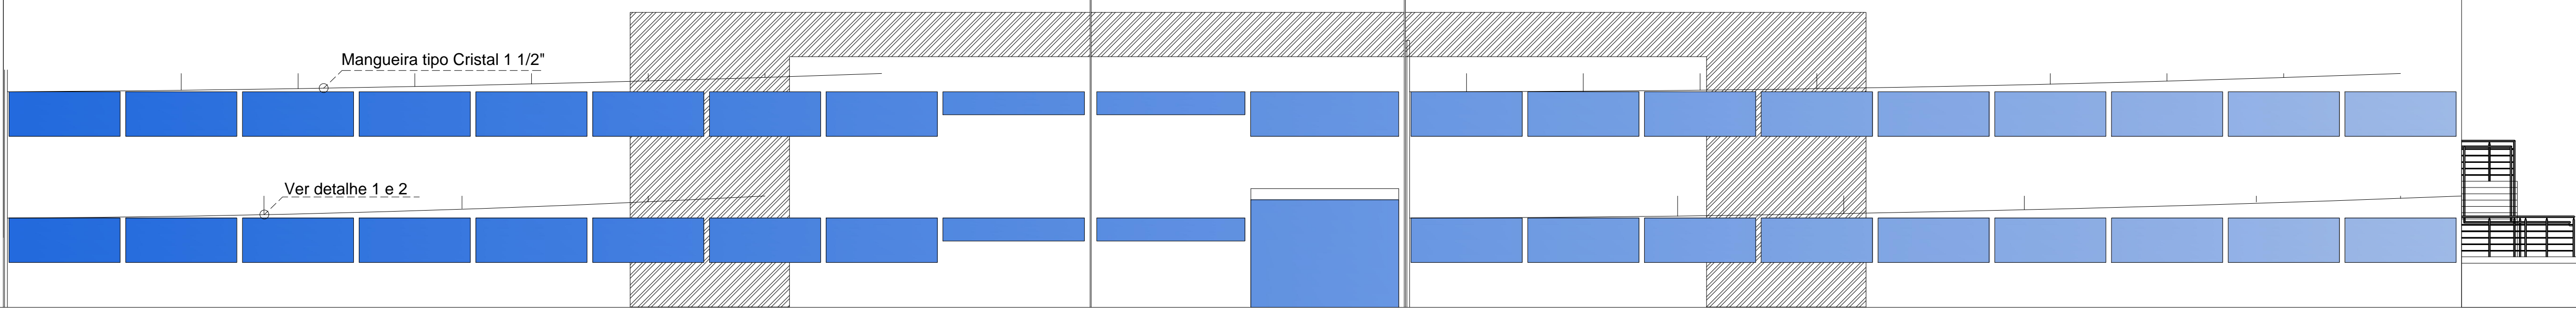 Mangueira tipo Cristal 1 1/2"
Ver detalhe 1 e 2